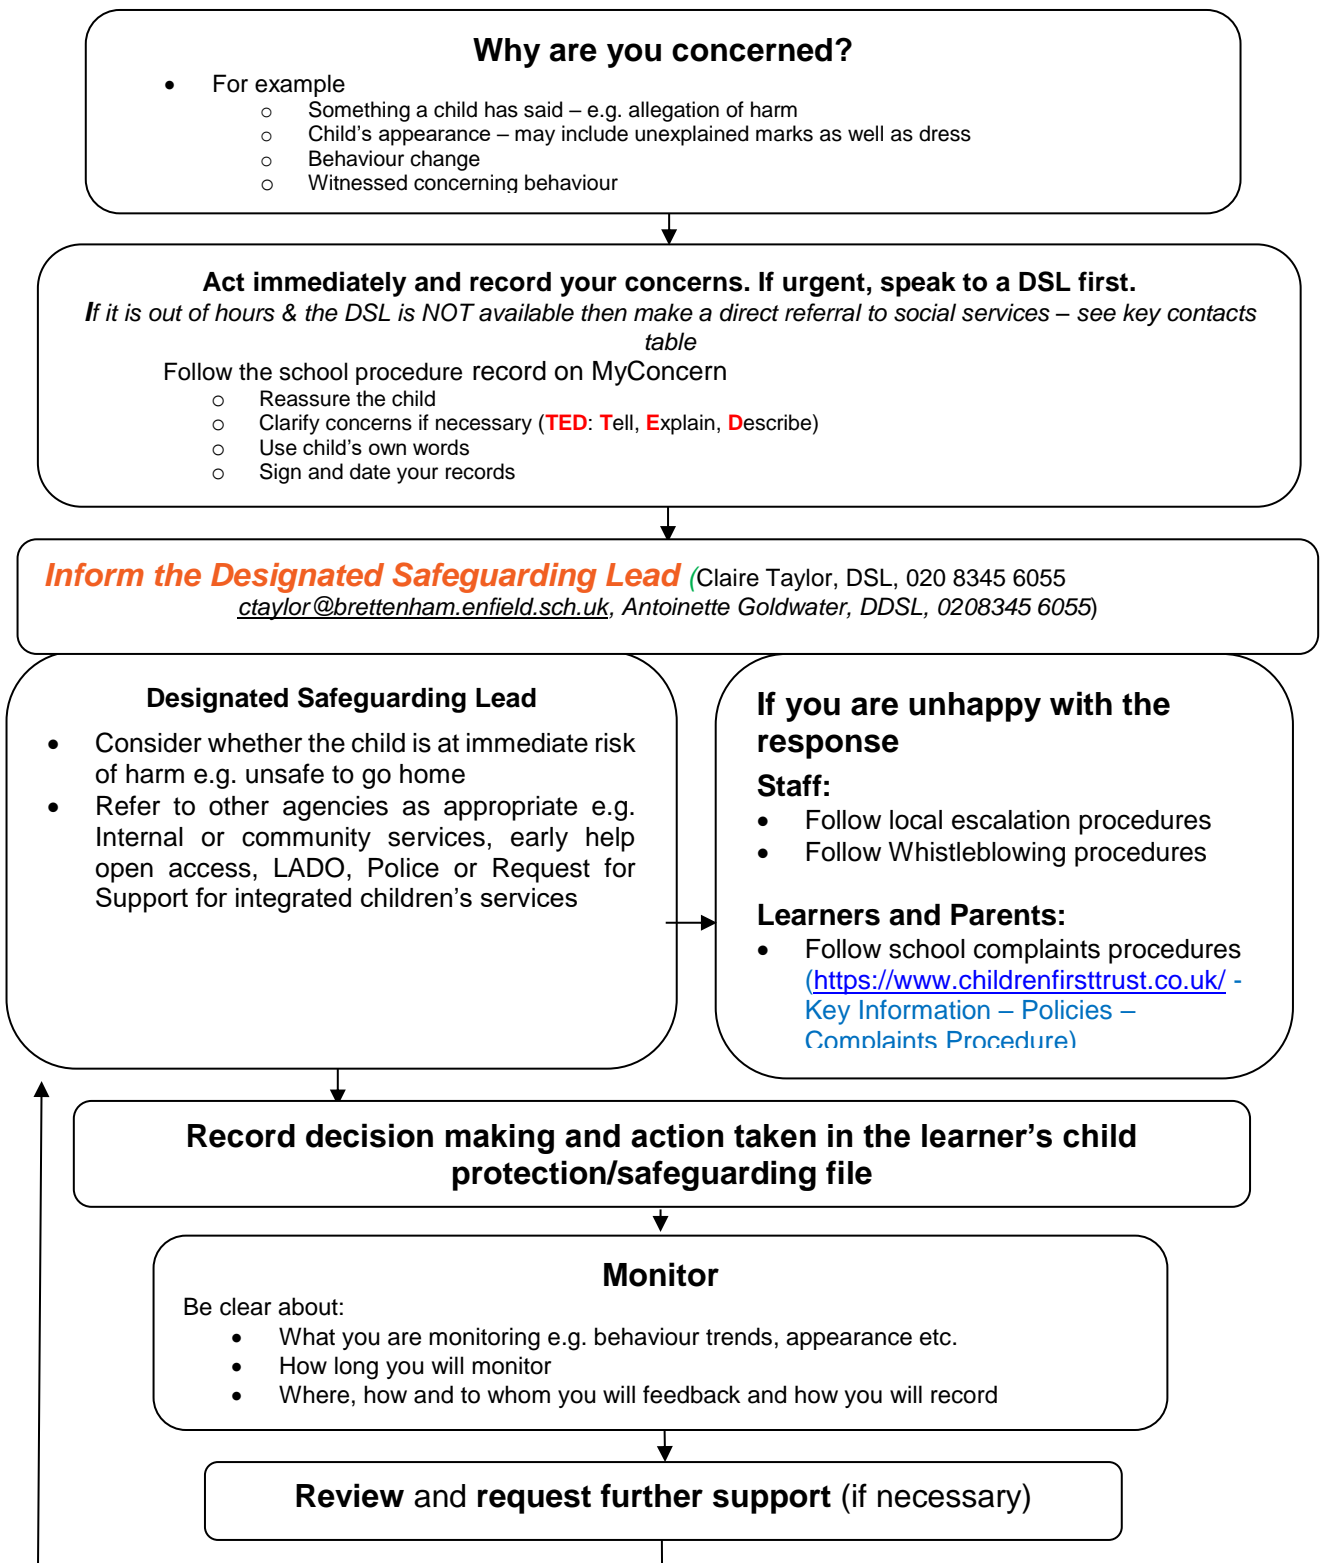 Why are you concerned?
• For example
○ Something a child has said – e.g. allegation of harm
○ Child's appearance – may include unexplained marks as well as dress
○ Behaviour change
○ Witnessed concerning behaviour
Act immediately and record your concerns. If urgent, speak to a DSL first.
If it is out of hours & the DSL is NOT available then make a direct referral to social services – see key contacts
table
Follow the school procedure record on MyConcern
○ Reassure the child
○ Clarify concerns if necessary (TED: Tell, Explain, Describe)
○ Use child's own words
○ Sign and date your records
Inform the Designated Safeguarding Lead (Claire Taylor, DSL, 020 8345 6055
ctaylor@brettenham.enfield.sch.uk, Antoinette Goldwater, DDSL, 0208345 6055)
Designated Safeguarding Lead
• Consider whether the child is at immediate risk
of harm e.g. unsafe to go home
• Refer to other agencies as appropriate e.g.
Internal or community services, early help
open access, LADO, Police or Request for
Support for integrated children's services
If you are unhappy with the
response
Staff:
• Follow local escalation procedures
• Follow Whistleblowing procedures
Learners and Parents:
• Follow school complaints procedures
(https://www.childrenfirsttrust.co.uk/ -
Key Information – Policies –
Complaints Procedure)
Record decision making and action taken in the learner's child
protection/safeguarding file
Monitor
Be clear about:
• What you are monitoring e.g. behaviour trends, appearance etc.
• How long you will monitor
• Where, how and to whom you will feedback and how you will record
Review and request further support (if necessary)